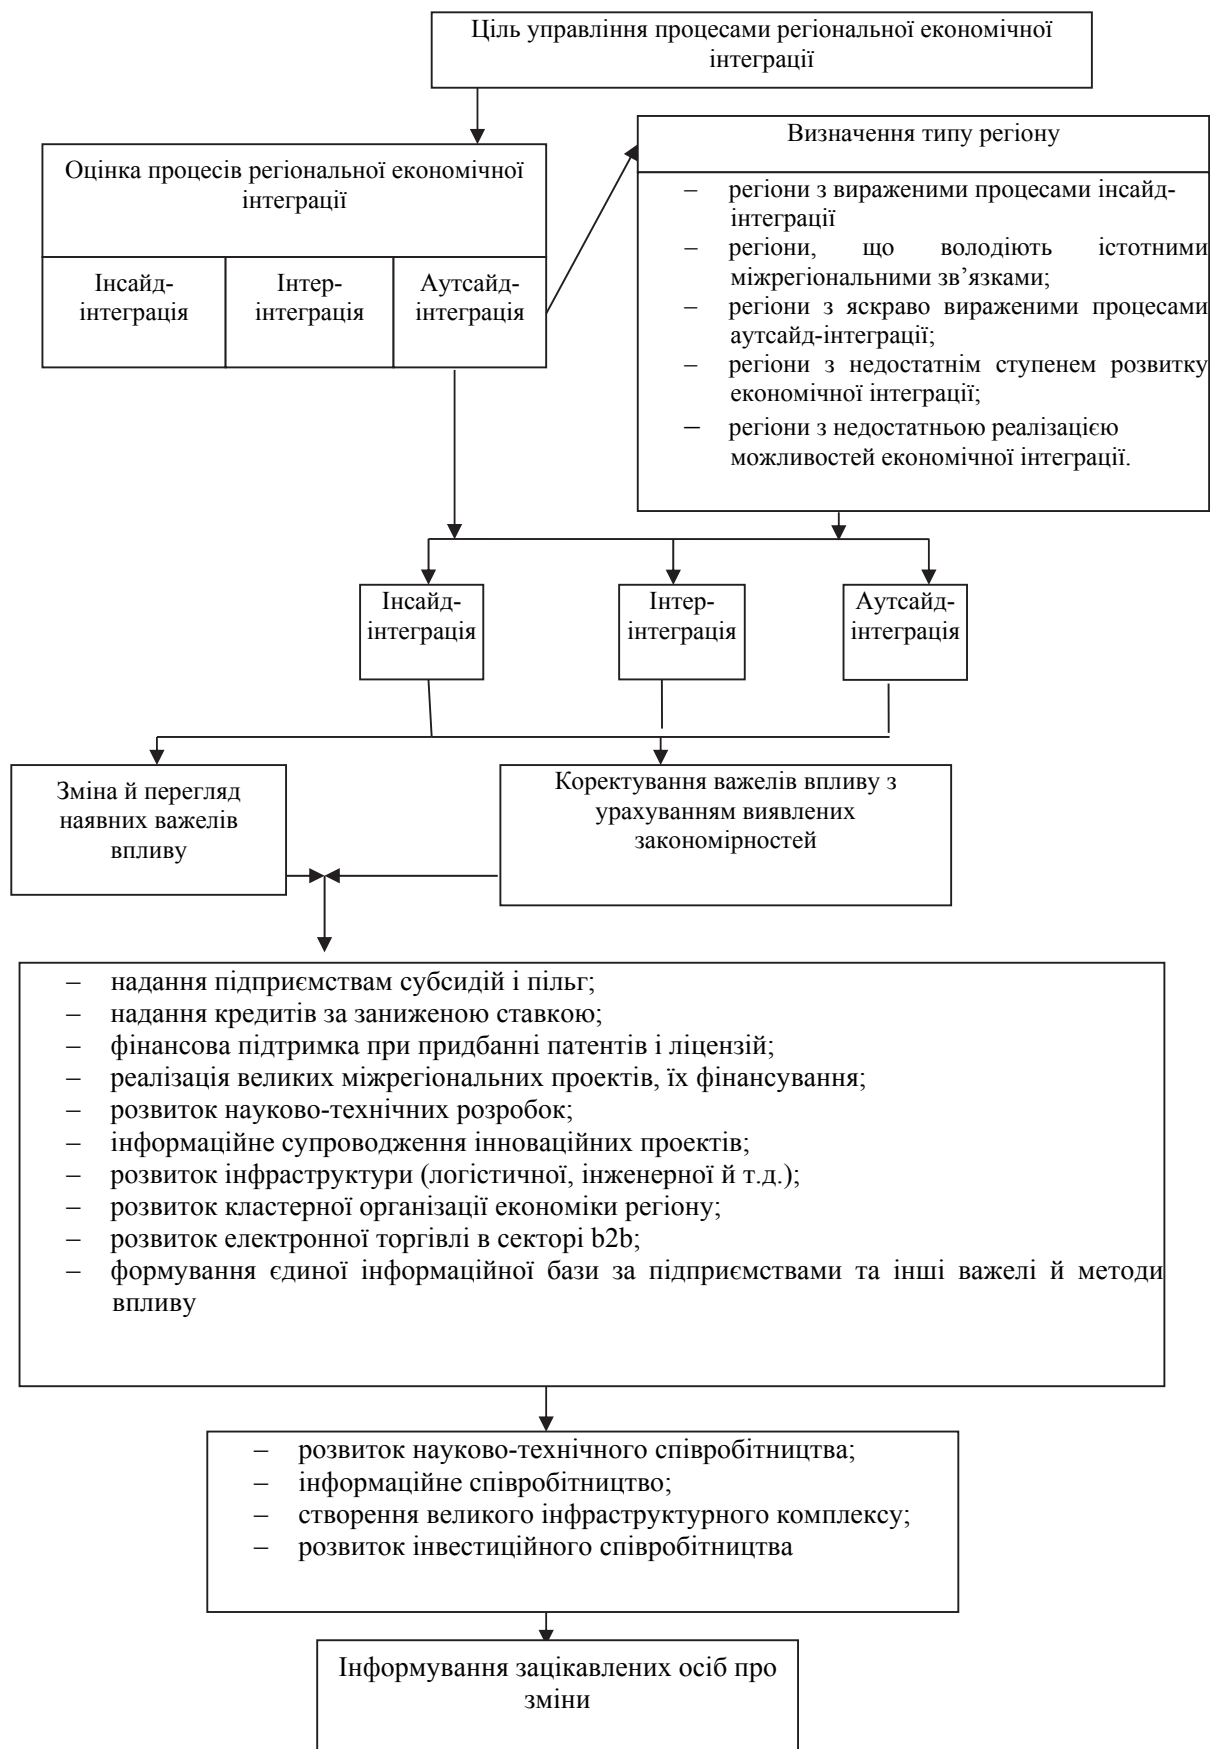 Ціль управління процесами регіональної економічної
інтеграції
Оцінка процесів регіональної економічної
інтеграції
Інсайд-
інтеграція
Інтер-
інтеграція
Аутсайд-
інтеграція
Визначення типу регіону
– регіони з вираженими процесами інсайд-
інтеграції
– регіони, що володіють істотними
міжрегіональними зв’язками;
– регіони з яскраво вираженими процесами
аутсайд-інтеграції;
– регіони з недостатнім ступенем розвитку
економічної інтеграції;
– регіони з недостатньою реалізацією
можливостей економічної інтеграції.
Інсайд-
інтеграція
Інтер-
інтеграція
Аутсайд-
інтеграція
Зміна й перегляд
наявних важелів
впливу
Коректування важелів впливу з
урахуванням виявлених
закономірностей
– надання підприємствам субсидій і пільг;
– надання кредитів за заниженою ставкою;
– фінансова підтримка при придбанні патентів і ліцензій;
– реалізація великих міжрегіональних проектів, їх фінансування;
– розвиток науково-технічних розробок;
– інформаційне супроводження інноваційних проектів;
– розвиток інфраструктури (логістичної, інженерної й т.д.);
– розвиток кластерної організації економіки регіону;
– розвиток електронної торгівлі в секторі b2b;
– формування єдиної інформаційної бази за підприємствами та інші важелі й методи
впливу
– розвиток науково-технічного співробітництва;
– інформаційне співробітництво;
– створення великого інфраструктурного комплексу;
– розвиток інвестиційного співробітництва
Інформування зацікавлених осіб про
зміни